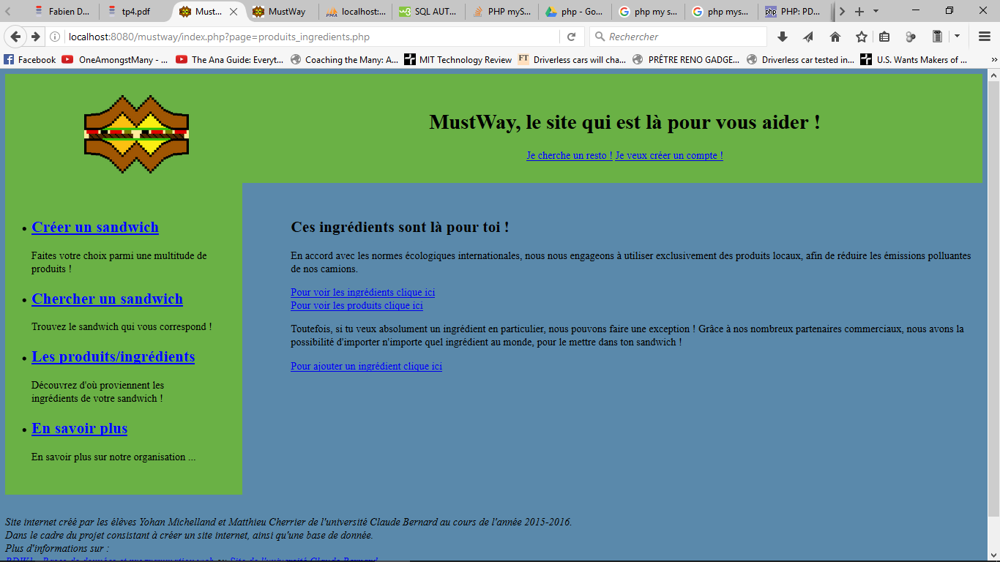 Fabien D...
tp4.pdf
Must...
MustWay
localhost:...
SQL AUT...
PHP myS...
php - Go...
php my s...
php mys...
PHP: PD...
localhost:8080/mustway/index.php?page=produits_ingredients.php
Rechercher
Facebook
OneAmongstMany - ...
The Ana Guide: Everyt...
Coaching the Many: A...
MIT Technology Review
FT
Driverless cars will cha...
PRÊTRE RENO GADGE...
Driverless car tested in...
U.S. Wants Makers of ...
MustWay, le site qui est là pour vous aider !
Je cherche un resto ! Je veux créer un compte !
Créer un sandwich
Faites votre choix parmi une multitude de
produits !
Chercher un sandwich
Trouvez le sandwich qui vous correspond !
Les produits/ingrédients
Découvrez d'où proviennent les
ingrédients de votre sandwich !
En savoir plus
En savoir plus sur notre organisation ...
Ces ingrédients sont là pour toi !
En accord avec les normes écologiques internationales, nous nous engageons à utiliser exclusivement des produits locaux, afin de réduire les émissions polluantes
de nos camions.
Pour voir les ingrédients clique ici
Pour voir les produits clique ici
Toutefois, si tu veux absolument un ingrédient en particulier, nous pouvons faire une exception ! Grâce à nos nombreux partenaires commerciaux, nous avons la
possibilité d'importer n'importe quel ingrédient au monde, pour le mettre dans ton sandwich !
Pour ajouter un ingrédient clique ici
Site internet créé par les élèves Yohan Michelland et Matthieu Cherrier de l'université Claude Bernard au cours de l'année 2015-2016.
Dans le cadre du projet consistant à créer un site internet, ainsi qu'une base de donnée.
Plus d'informations sur :
Base de données et programmation web ou Site de l'université Claude Bernard